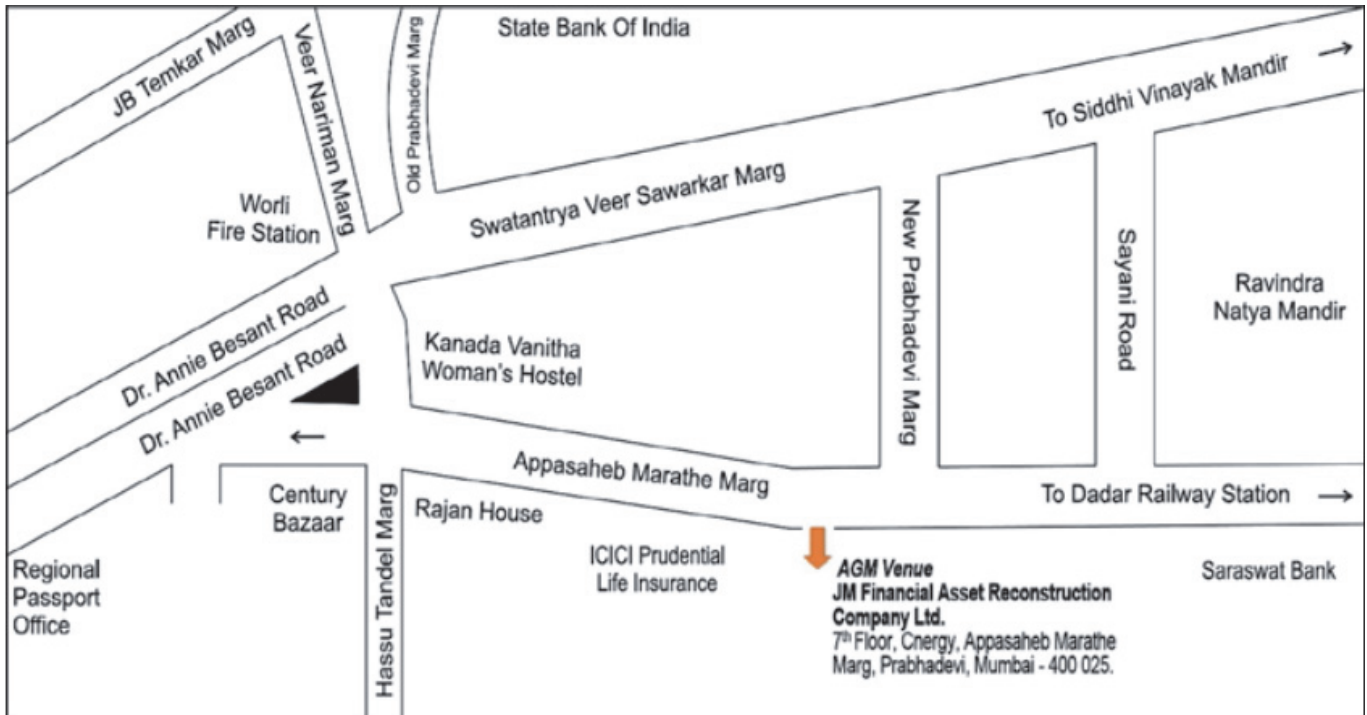 State Bank Of India
JB Temkar Marg
Veer Nariman Marg
Old Prabhadevi Marg
To Siddhi Vinayak Mandir →
Swatantrya Veer Sawarkar Marg
Worli
Fire Station
New Prabhadevi Marg
Sayani Road
Ravindra
Natya Mandir
Dr. Annie Besant Road
Dr. Annie Besant Road
Kanada Vanitha
Woman's Hostel
←
Appasaheb Marathe Marg
To Dadar Railway Station →
Century
Bazaar
Hassu Tandel Marg
Rajan House
ICICI Prudential
Life Insurance
Regional
Passport
Office
AGM Venue
JM Financial Asset Reconstruction
Company Ltd.
7th Floor, Cnergy, Appasaheb Marathe
Marg, Prabhadevi, Mumbai - 400 025.
Saraswat Bank